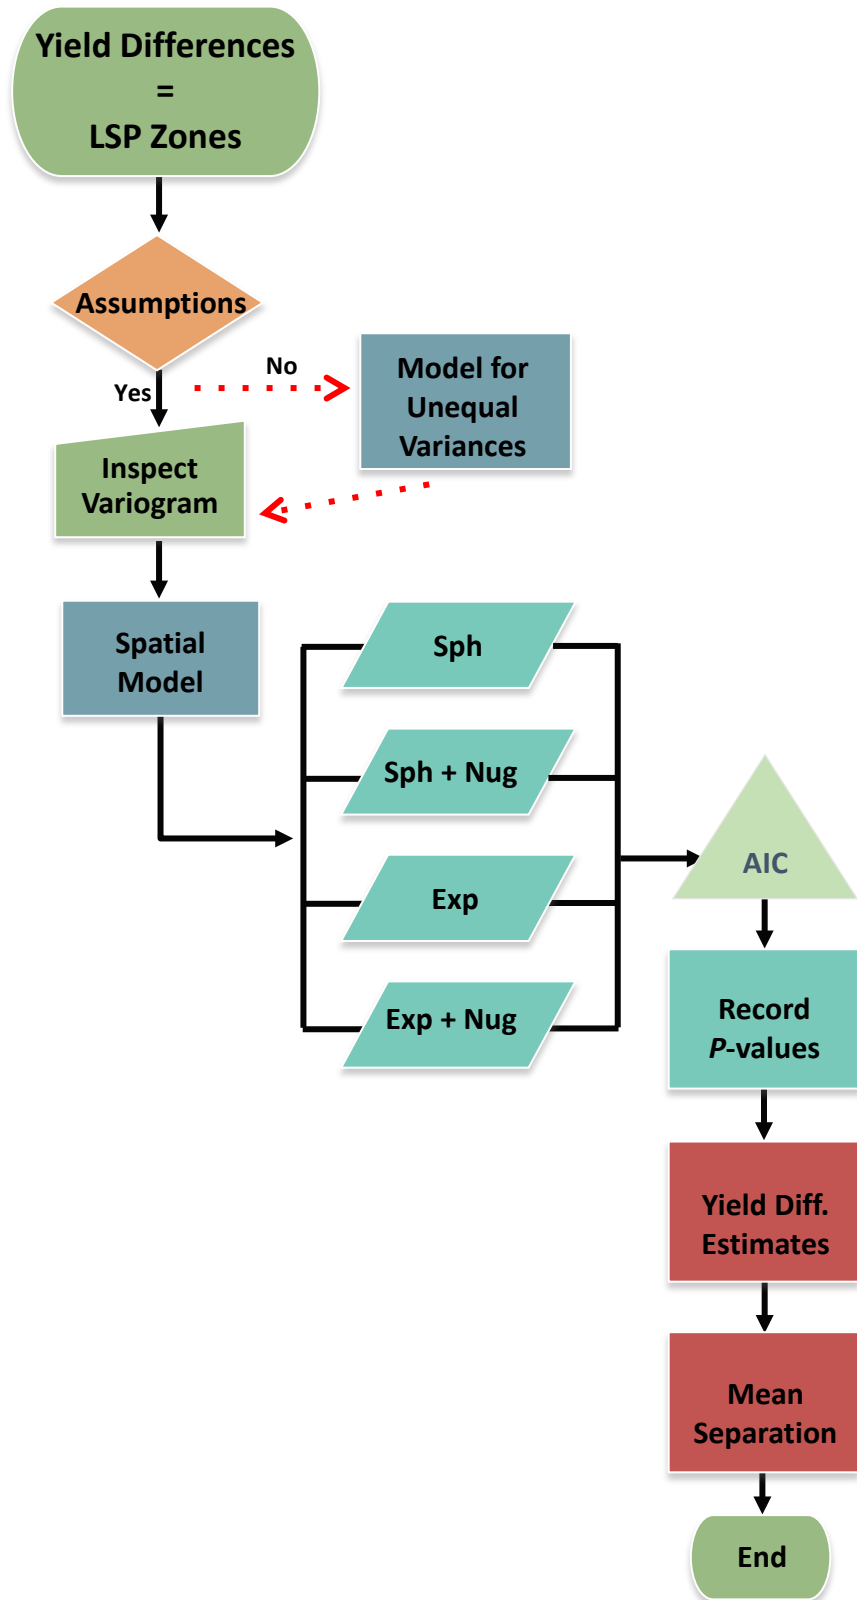 Yield Differences
=
LSP Zones
Assumptions
No
Yes
Model for
Unequal
Variances
Inspect
Variogram
Spatial
Model
Sph
Sph + Nug
Exp
Exp + Nug
AIC
Record
P-values
Yield Diff.
Estimates
Mean
Separation
End